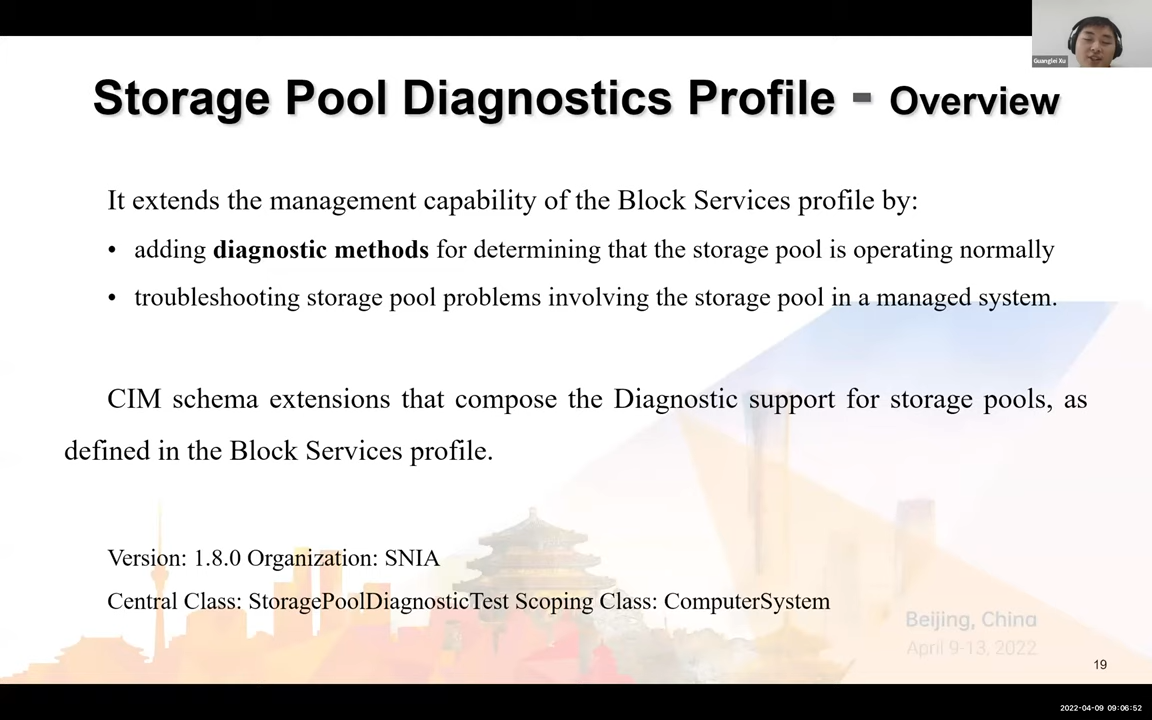 Guanglei Xu
Storage Pool Diagnostics Profile - Overview
It extends the management capability of the Block Services profile by:
• adding diagnostic methods for determining that the storage pool is operating normally
• troubleshooting storage pool problems involving the storage pool in a managed system.
CIM schema extensions that compose the Diagnostic support for storage pools, as
defined in the Block Services profile.
Version: 1.8.0 Organization: SNIA
Central Class: StoragePoolDiagnosticTest Scoping Class: ComputerSystem
Beijing, China
April 9-13, 2022
19
2022-04-09 09:06:52